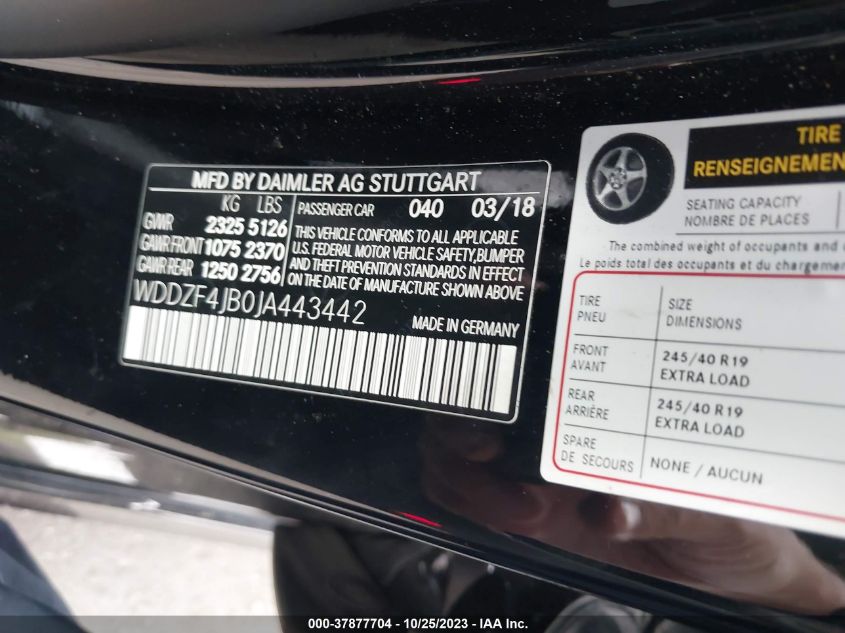 MFD BY DAIMLER AG STUTTGART
KG LBS
GVWR 2325 5126
GAWR FRONT 1075 2370
GAWR REAR 1250 2756
PASSENGER CAR 040 03/18
THIS VEHICLE CONFORMS TO ALL APPLICABLE
U.S. FEDERAL MOTOR VEHICLE SAFETY, BUMPER
AND THEFT PREVENTION STANDARDS IN EFFECT
ON THE DATE OF MANUFACTURE SHOWN ABOVE
WDDZF4JB0JA443442
MADE IN GERMANY
TIRE
RENSEIGNEME
SEATING CAPACITY
NOMBRE DE PLACES
The combined weight of occupants and
Le poids total des occupants et du chargemen
TIRE
PNEU
SIZE
DIMENSIONS
FRONT
AVANT
245/40 R19
EXTRA LOAD
REAR
ARRIÈRE
245/40 R19
EXTRA LOAD
SPARE
DE SECOURS
NONE / AUCUN
000-37877704 - 10/25/2023 - IAA Inc.